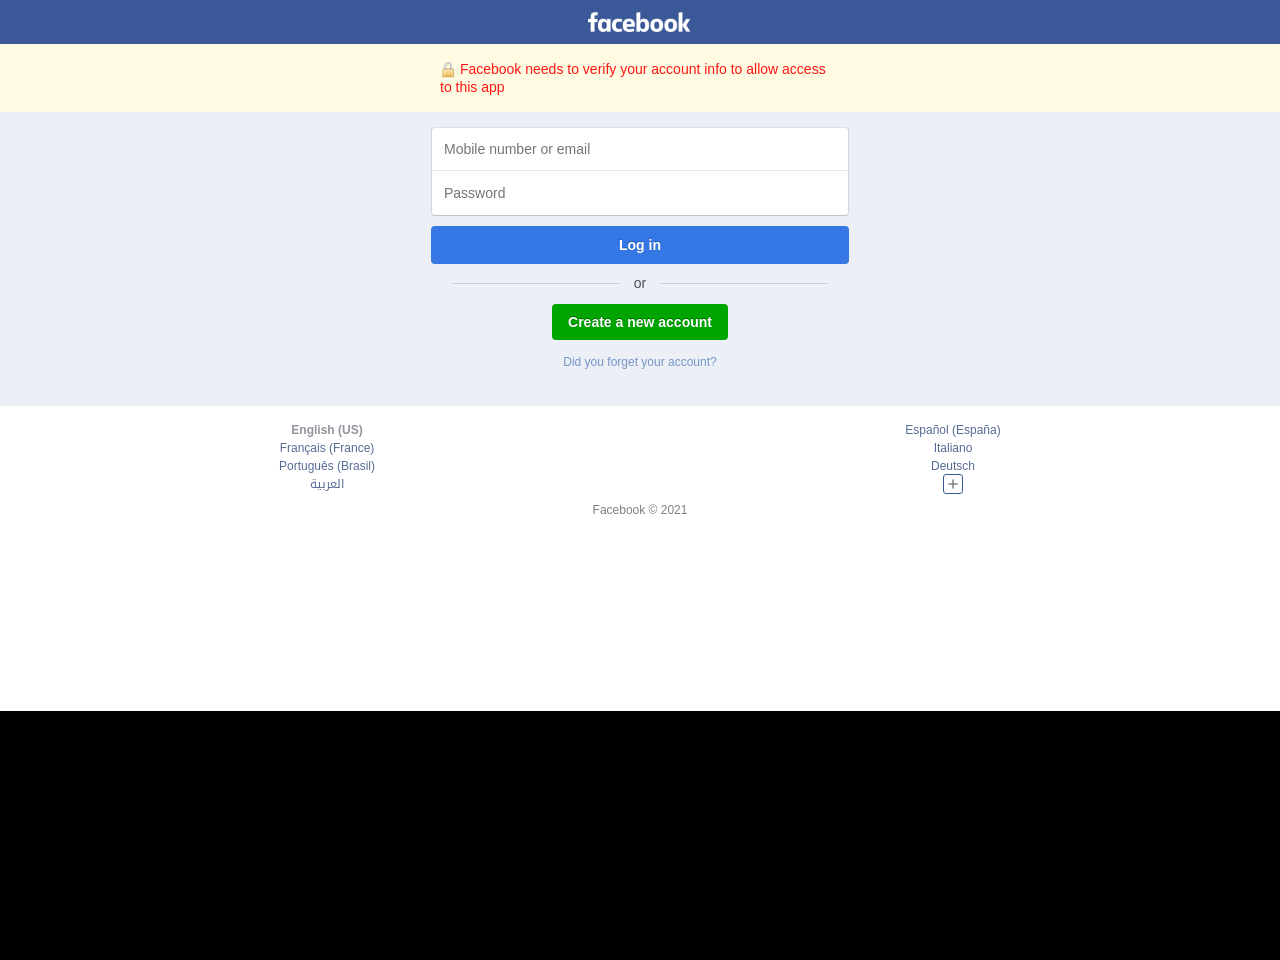 facebook
Facebook needs to verify your account info to allow access
to this app
Mobile number or email
Password
Log in
or
Create a new account
Did you forget your account?
English (US)
Français (France)
Português (Brasil)
العربية
Español (España)
Italiano
Deutsch
Facebook © 2021